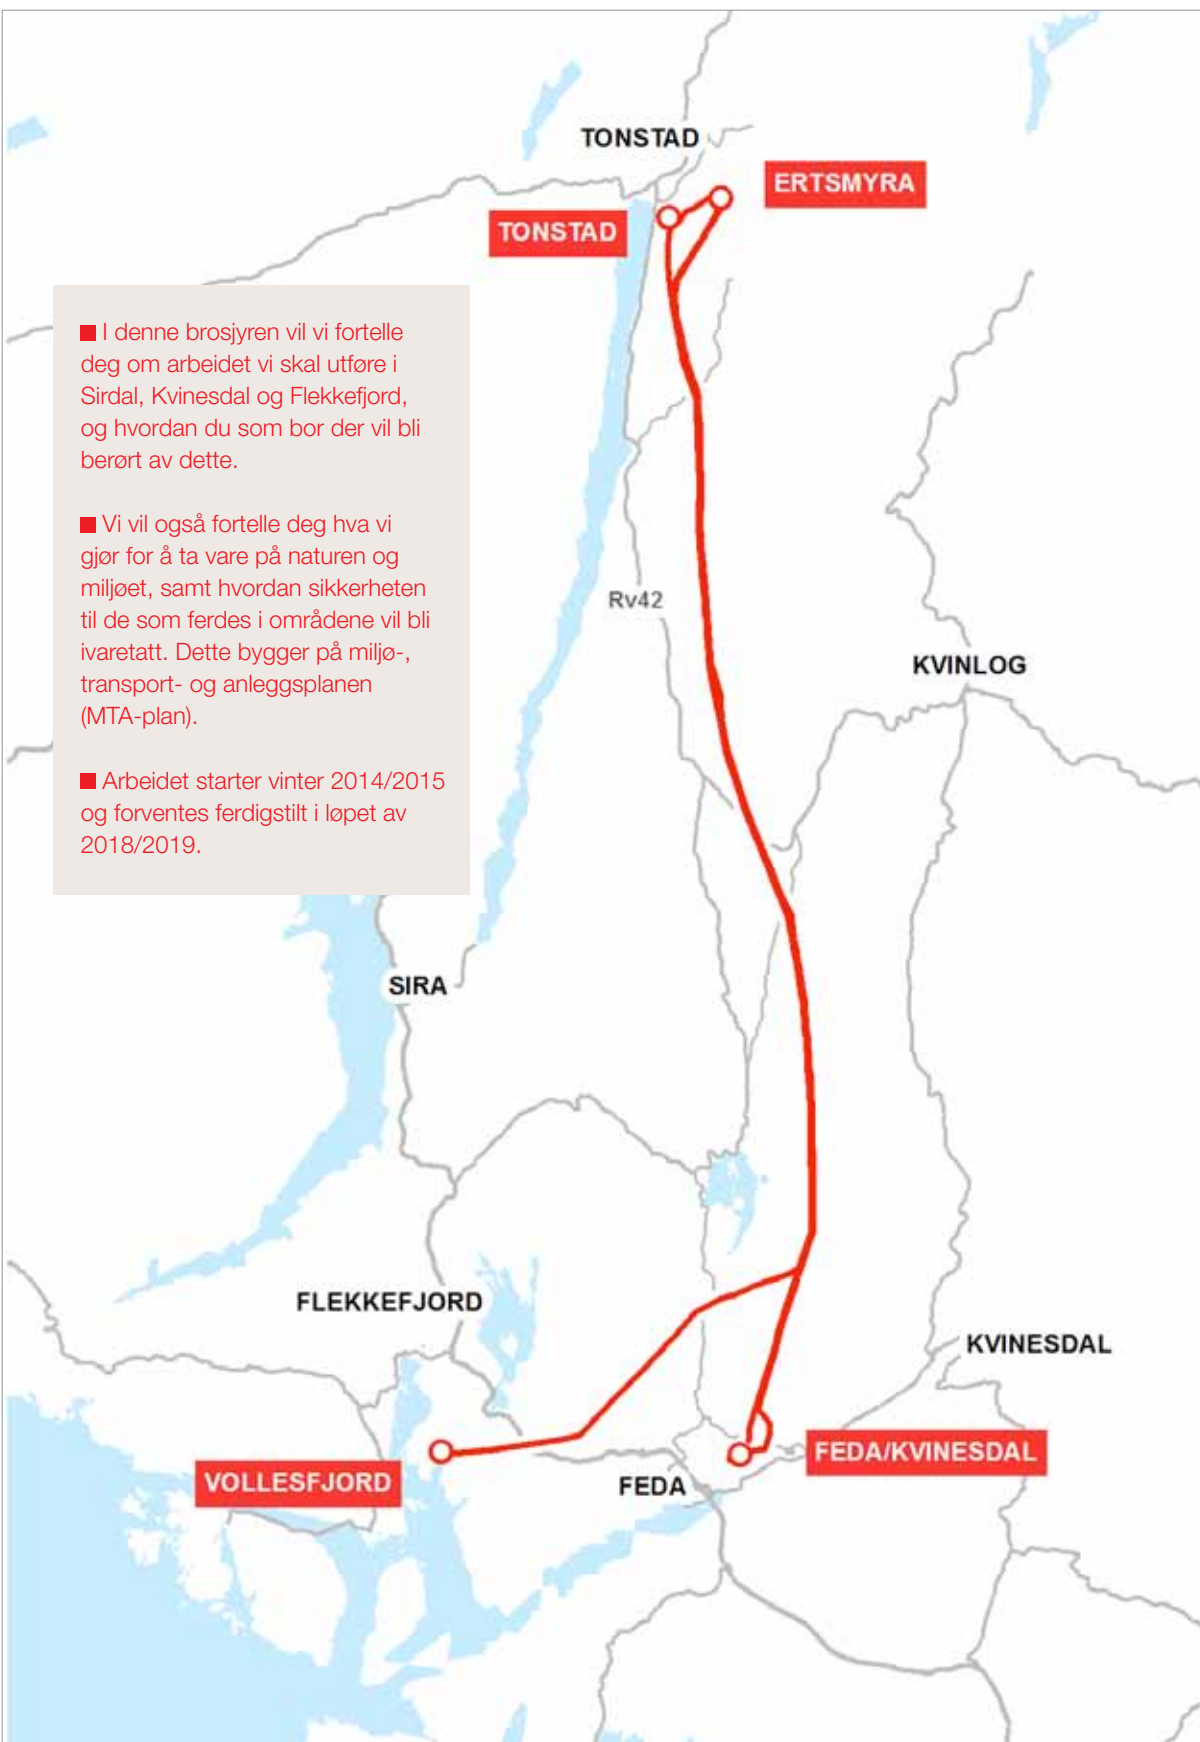 TONSTAD
ERTSMYRA
TONSTAD
■ I denne brosjyren vil vi fortelle
deg om arbeidet vi skal utføre i
Sirdal, Kvinesdal og Flekkefjord,
og hvordan du som bor der vil bli
berørt av dette.
■ Vi vil også fortelle deg hva vi
gjør for å ta vare på naturen og
miljøet, samt hvordan sikkerheten
til de som ferdes i områdene vil bli
ivaretatt. Dette bygger på miljø-,
transport- og anleggsplanen
(MTA-plan).
■ Arbeidet starter vinter 2014/2015
og forventes ferdigstilt i løpet av
2018/2019.
Rv42
KVINLOG
SIRA
FLEKKEFJORD
KVINESDAL
FEDA/KVINESDAL
VOLLESFJORD
FEDA